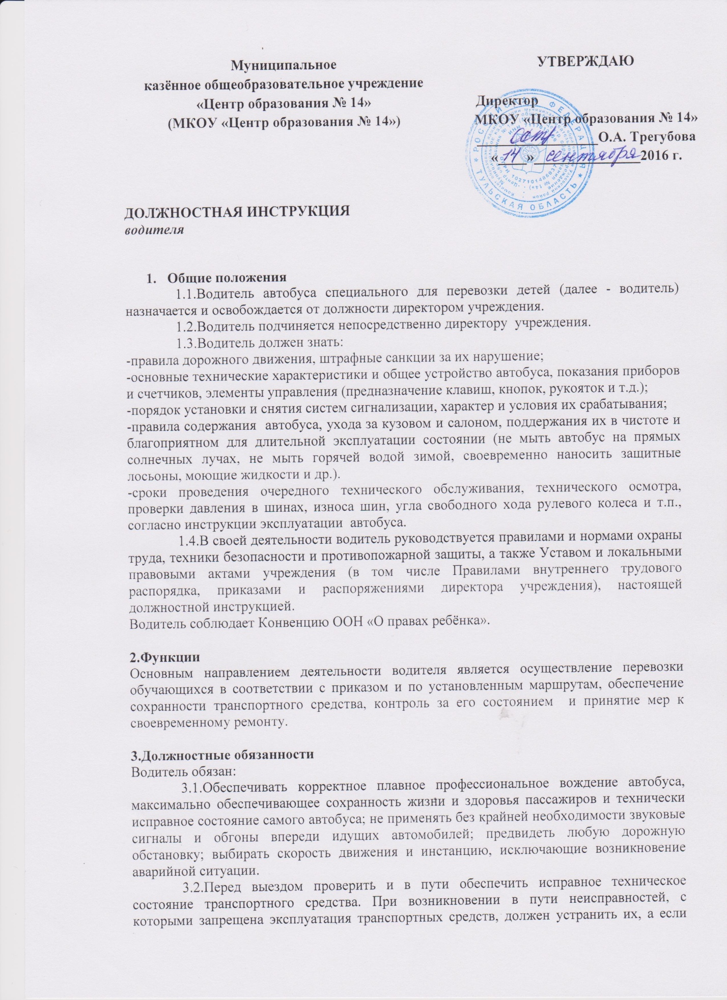 Муниципальное
казённое общеобразовательное учреждение
«Центр образования № 14»
(МКОУ «Центр образования № 14»)
УТВЕРЖДАЮ
Директор
МКОУ «Центр образования № 14»
О.А. Трегубова
« 14 » сентября 2016 г.
РОССИЙСКАЯ ФЕДЕРАЦИЯ
ТУЛЬСКАЯ ОБЛАСТЬ
ДОЛЖНОСТНАЯ ИНСТРУКЦИЯ
водителя
1. Общие положения
1.1.Водитель автобуса специального для перевозки детей (далее - водитель)
назначается и освобождается от должности директором учреждения.
1.2.Водитель подчиняется непосредственно директору учреждения.
1.3.Водитель должен знать:
-правила дорожного движения, штрафные санкции за их нарушение;
-основные технические характеристики и общее устройство автобуса, показания приборов
и счетчиков, элементы управления (предназначение клавиш, кнопок, рукояток и т.д.);
-порядок установки и снятия систем сигнализации, характер и условия их срабатывания;
-правила содержания автобуса, ухода за кузовом и салоном, поддержания их в чистоте и
благоприятном для длительной эксплуатации состоянии (не мыть автобус на прямых
солнечных лучах, не мыть горячей водой зимой, своевременно наносить защитные
лосьоны, моющие жидкости и др.).
-сроки проведения очередного технического обслуживания, технического осмотра,
проверки давления в шинах, износа шин, угла свободного хода рулевого колеса и т.п.,
согласно инструкции эксплуатации автобуса.
1.4.В своей деятельности водитель руководствуется правилами и нормами охраны
труда, техники безопасности и противопожарной защиты, а также Уставом и локальными
правовыми актами учреждения (в том числе Правилами внутреннего трудового
распорядка, приказами и распоряжениями директора учреждения), настоящей
должностной инструкцией.
Водитель соблюдает Конвенцию ООН «О правах ребёнка».
2.Функции
Основным направлением деятельности водителя является осуществление перевозки
обучающихся в соответствии с приказом и по установленным маршрутам, обеспечение
сохранности транспортного средства, контроль за его состоянием и принятие мер к
своевременному ремонту.
3.Должностные обязанности
Водитель обязан:
3.1.Обеспечивать корректное плавное профессиональное вождение автобуса,
максимально обеспечивающее сохранность жизни и здоровья пассажиров и технически
исправное состояние самого автобуса; не применять без крайней необходимости звуковые
сигналы и обгоны впереди идущих автомобилей; предвидеть любую дорожную
обстановку; выбирать скорость движения и инстанцию, исключающие возникновение
аварийной ситуации.
3.2.Перед выездом проверить и в пути обеспечить исправное техническое
состояние транспортного средства. При возникновении в пути неисправностей, с
которыми запрещена эксплуатация транспортных средств, должен устранить их, а если